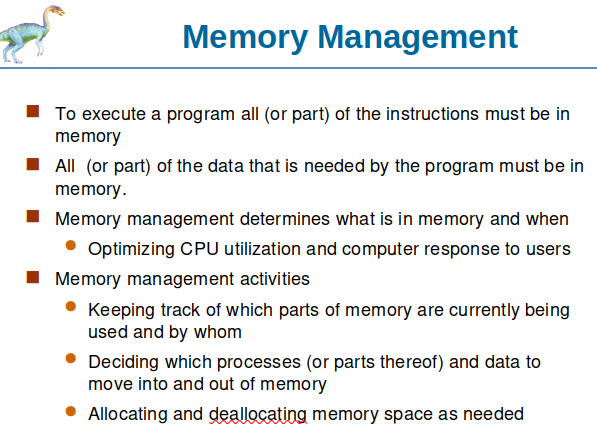 Memory Management
To execute a program all (or part) of the instructions must be in
memory
All  (or part) of the data that is needed by the program must be in
memory.
Memory management determines what is in memory and when
Optimizing CPU utilization and computer response to users
Memory management activities
Keeping track of which parts of memory are currently being
used and by whom
Deciding which processes (or parts thereof) and data to
move into and out of memory
Allocating and deallocating memory space as needed